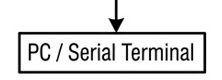 PC / Serial Terminal